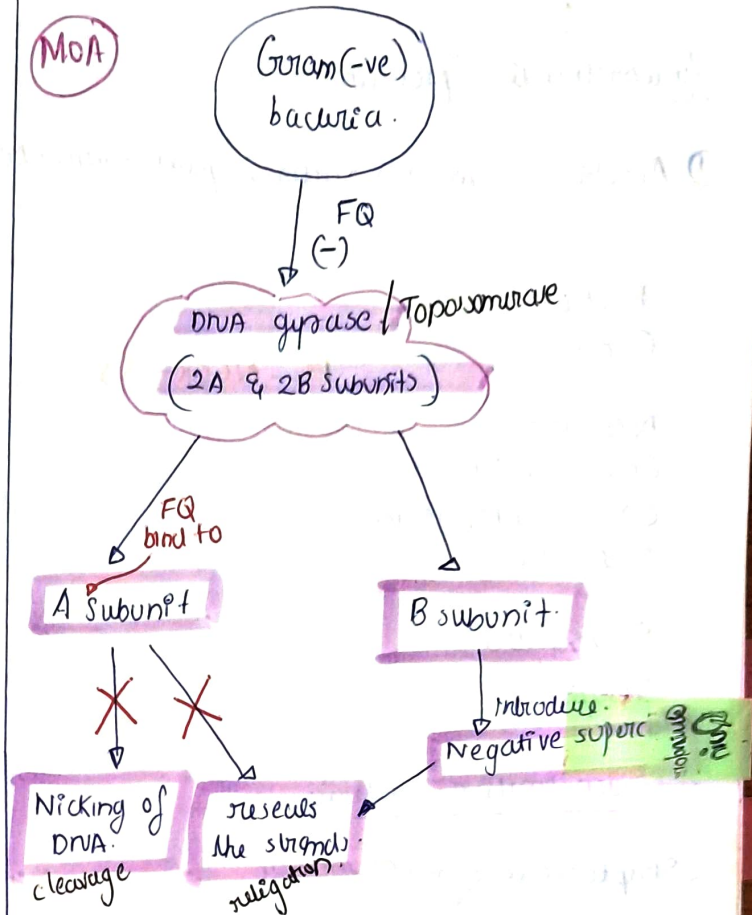 MOA
Gram(-ve)
bacteria.
FQ
(-)
DNA gyrase / Topoisomerase
(2A & 2B subunits)
FQ
bind to
A subunit
B subunit.
introduce.
Negative superc
Nicking of
DNA.
cleavage
reseals
the strands.
religation.